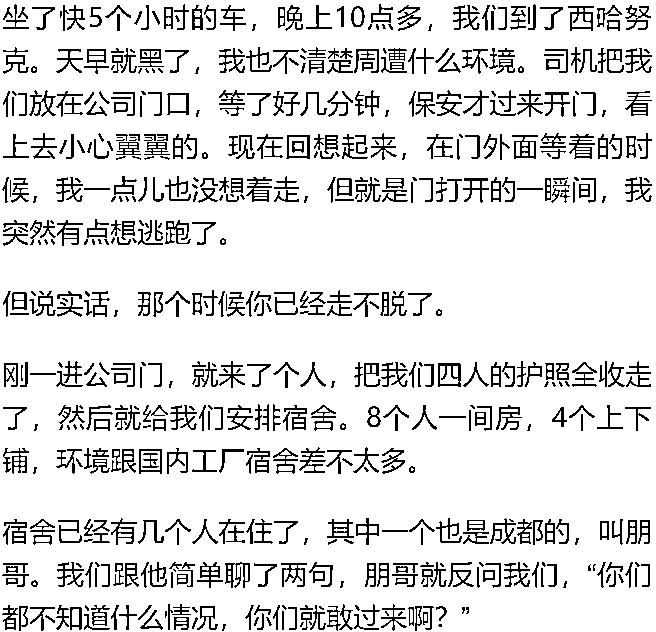 坐了快5个小时的车，晚上10点多，我们到了西哈努
克。天早就黑了，我也不清楚周遭什么环境。司机把我
们放在公司门口，等了好几分钟，保安才过来开门，看
上去小心翼翼的。现在回想起来，在门外面等着的时
候，我一点儿也没想着走，但就是门打开的一瞬间，我
突然有点想逃跑了。
但说实话，那个时候你已经走不脱了。
刚一进公司门，就来了个人，把我们四人的护照全收走
了，然后就给我们安排宿舍。8个人一间房，4个上下
铺，环境跟国内工厂宿舍差不太多。
宿舍已经有几个人在住了，其中一个也是成都的，叫朋
哥。我们跟他简单聊了两句，朋哥就反问我们，“你们
都不知道什么情况，你们就敢过来啊？”